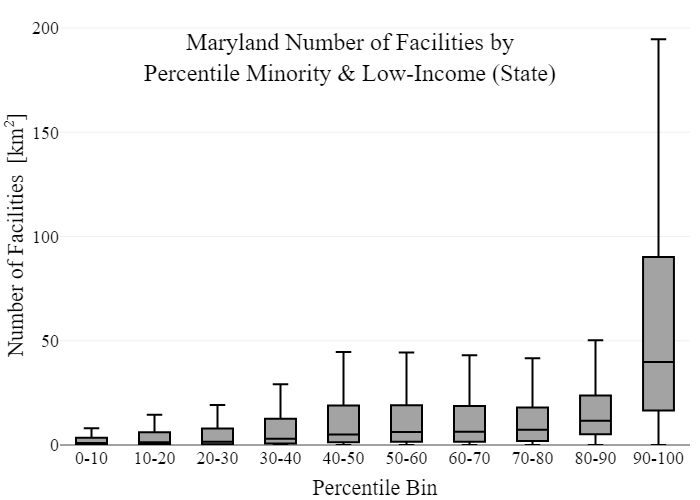 Maryland Number of Facilities by
Percentile Minority & Low-Income (State)
Number of Facilities [km²]
200
150
100
50
0
0-10 10-20 20-30 30-40 40-50 50-60 60-70 70-80 80-90 90-100
Percentile Bin